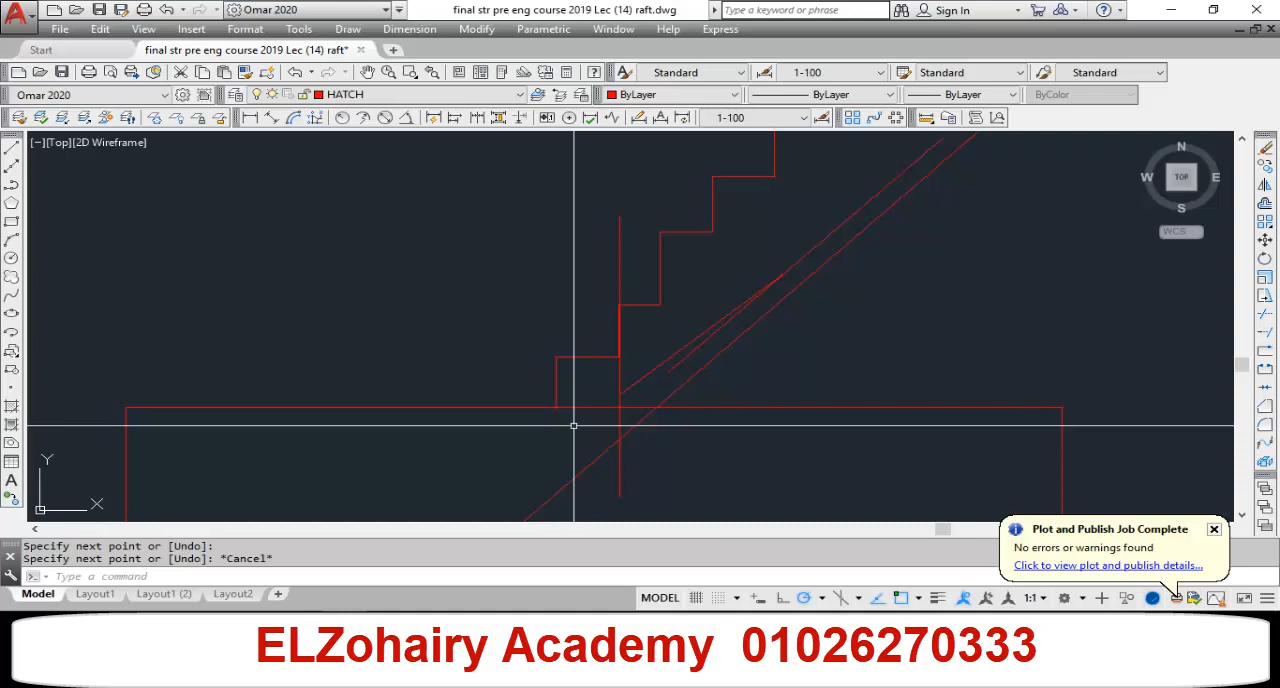 Omar 2020
final str pre eng course 2019 Lec (14) raft.dwg
Type a keyword or phrase
Sign In
File Edit View Insert Format Tools Draw Dimension Modify Parametric Window Help Express
Start
final str pre eng course 2019 Lec (14) raft*
Standard
1-100
Standard
Standard
Omar 2020
HATCH
ByLayer
ByLayer
ByLayer
ByColor
1-100
[−][Top][2D Wireframe]
N
W TOP E
S
WCS
Y
X
Plot and Publish Job Complete
No errors or warnings found
Click to view plot and publish details...
Specify next point or [Undo]:
Specify next point or [Undo]: *Cancel*
Type a command
Model Layout1 Layout1 (2) Layout2
MODEL
1:1
ELZohairy Academy 01026270333